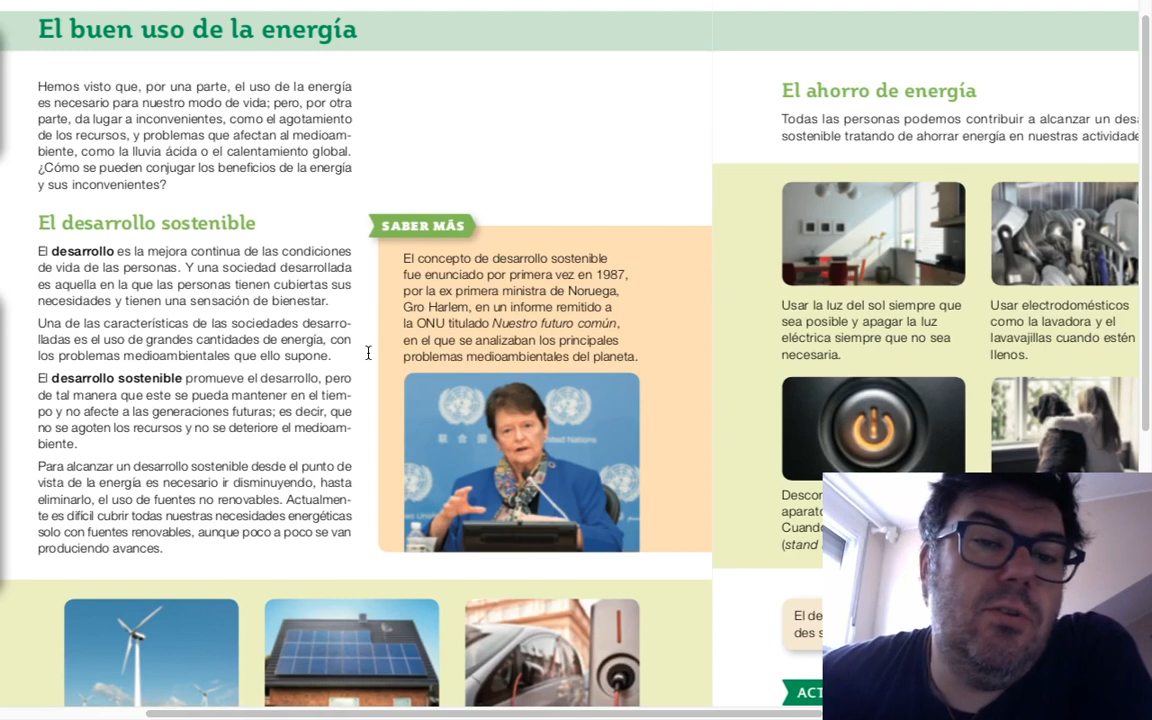 El buen uso de la energía
Hemos visto que, por una parte, el uso de la energía
es necesario para nuestro modo de vida; pero, por otra
parte, da lugar a inconvenientes, como el agotamiento
de los recursos, y problemas que afectan al medioam-
biente, como la lluvia ácida o el calentamiento global.
¿Cómo se pueden conjugar los beneficios de la energía
y sus inconvenientes?
El desarrollo sostenible
El desarrollo es la mejora continua de las condiciones
de vida de las personas. Y una sociedad desarrollada
es aquella en la que las personas tienen cubiertas sus
necesidades y tienen una sensación de bienestar.
Una de las características de las sociedades desarro-
lladas es el uso de grandes cantidades de energía, con
los problemas medioambientales que ello supone.
El desarrollo sostenible promueve el desarrollo, pero
de tal manera que este se pueda mantener en el tiem-
po y no afecte a las generaciones futuras; es decir, que
no se agoten los recursos y no se deteriore el medioam-
biente.
Para alcanzar un desarrollo sostenible desde el punto de
vista de la energía es necesario ir disminuyendo, hasta
eliminarlo, el uso de fuentes no renovables. Actualmen-
te es difícil cubrir todas nuestras necesidades energéticas
solo con fuentes renovables, aunque poco a poco se van
produciendo avances.
SABER MÁS
El concepto de desarrollo sostenible
fue enunciado por primera vez en 1987,
por la ex primera ministra de Noruega,
Gro Harlem, en un informe remitido a
la ONU titulado Nuestro futuro común,
en el que se analizaban los principales
problemas medioambientales del planeta.
联合国
United Nations
El ahorro de energía
Todas las personas podemos contribuir a alcanzar un desa
sostenible tratando de ahorrar energía en nuestras actividade
Usar la luz del sol siempre que
sea posible y apagar la luz
eléctrica siempre que no sea
necesaria.
Usar electrodomésticos
como la lavadora y el
lavavajillas cuando estén
llenos.
Descon
aparato
Cuando
(stand
El de
des s
ACT